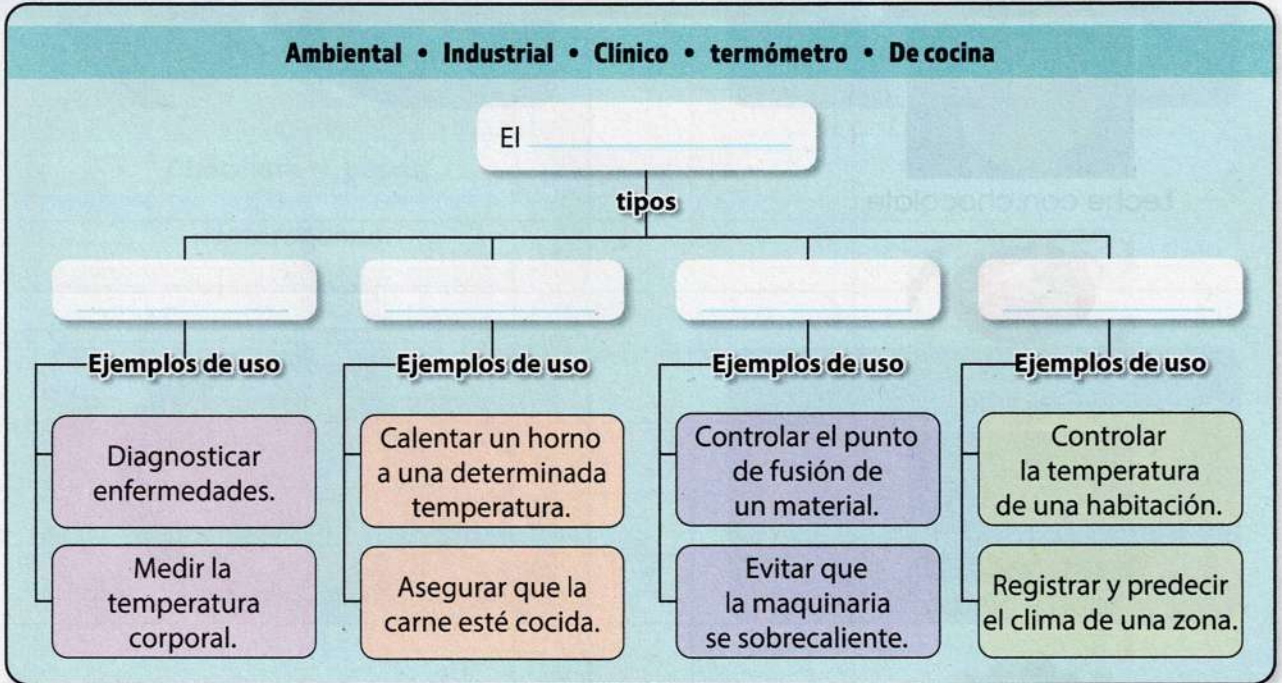 Ambiental • Industrial • Clínico • termómetro • De cocina
El
tipos
Ejemplos de uso
Diagnosticar
enfermedades.
Medir la
temperatura
corporal.
Ejemplos de uso
Calentar un horno
a una determinada
temperatura.
Asegurar que la
carne esté cocida.
Ejemplos de uso
Controlar el punto
de fusión de
un material.
Evitar que
la maquinaria
se sobrecaliente.
Ejemplos de uso
Controlar
la temperatura
de una habitación.
Registrar y predecir
el clima de una zona.
Leche con chocolate